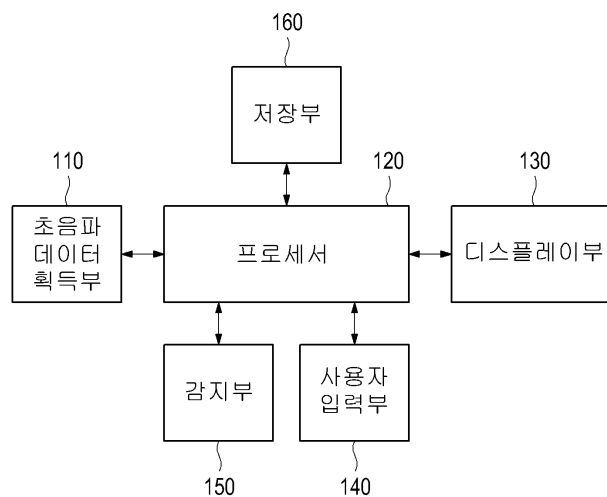 160
저장부
110
120
130
초음파
데이터
획득부
프로세서
디스플레이부
감지부
사용자
입력부
150
140